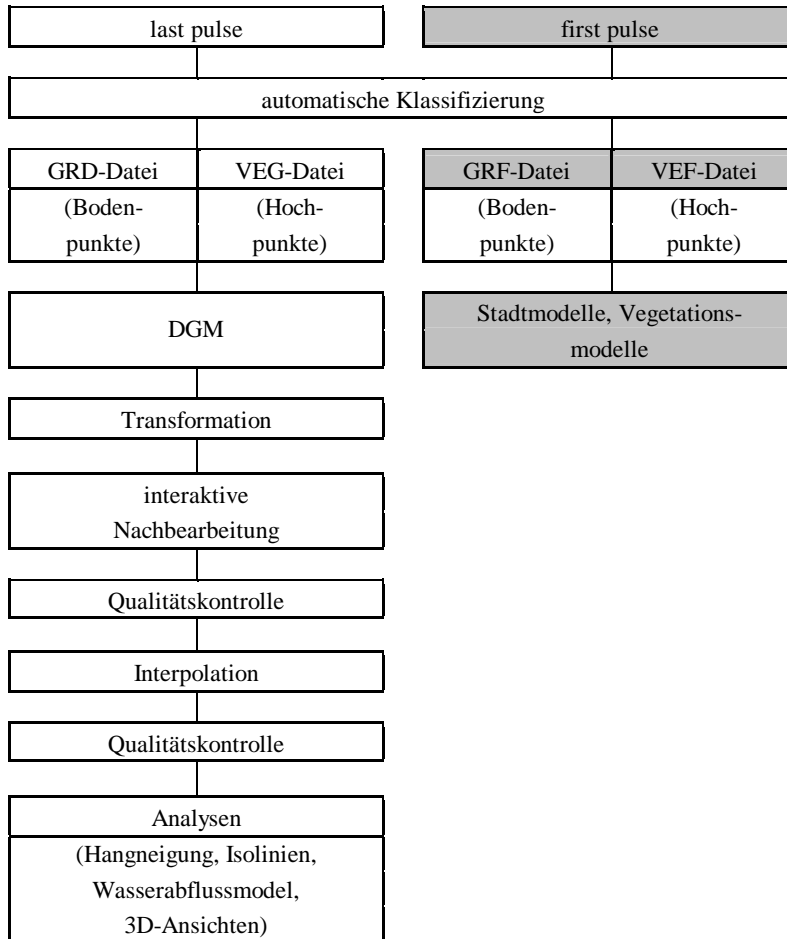 last pulse
first pulse
automatische Klassifizierung
GRD-Datei
VEG-Datei
GRF-Datei
VEF-Datei
(Boden-
punkte)
(Hoch-
punkte)
(Boden-
punkte)
(Hoch-
punkte)
DGM
Stadtmodelle, Vegetations-
modelle
Transformation
interaktive
Nachbearbeitung
Qualitätskontrolle
Interpolation
Qualitätskontrolle
Analysen
(Hangneigung, Isolinien,
Wasserabflussmodel,
3D-Ansichten)